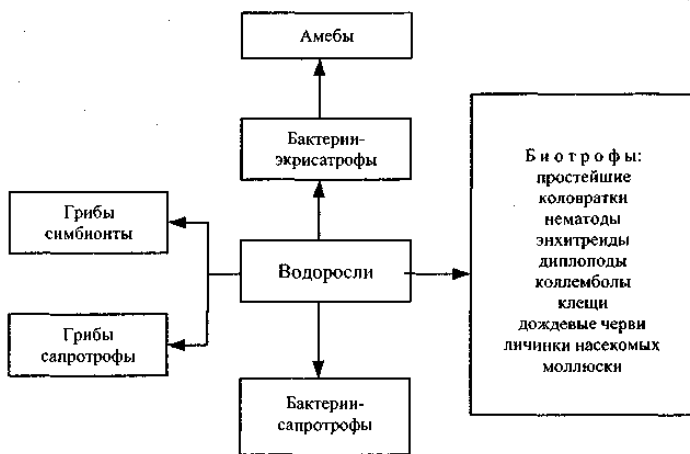 Амебы
Бактерии-
экрисатрофы
Биотрофы:
простейшие
коловратки
нематоды
энхитреиды
диплоподы
коллемболы
клещи
дождевые черви
личинки насекомых
моллюски
Грибы
симбионты
Водоросли
Грибы
сапротрофы
Бактерии-
сапротрофы